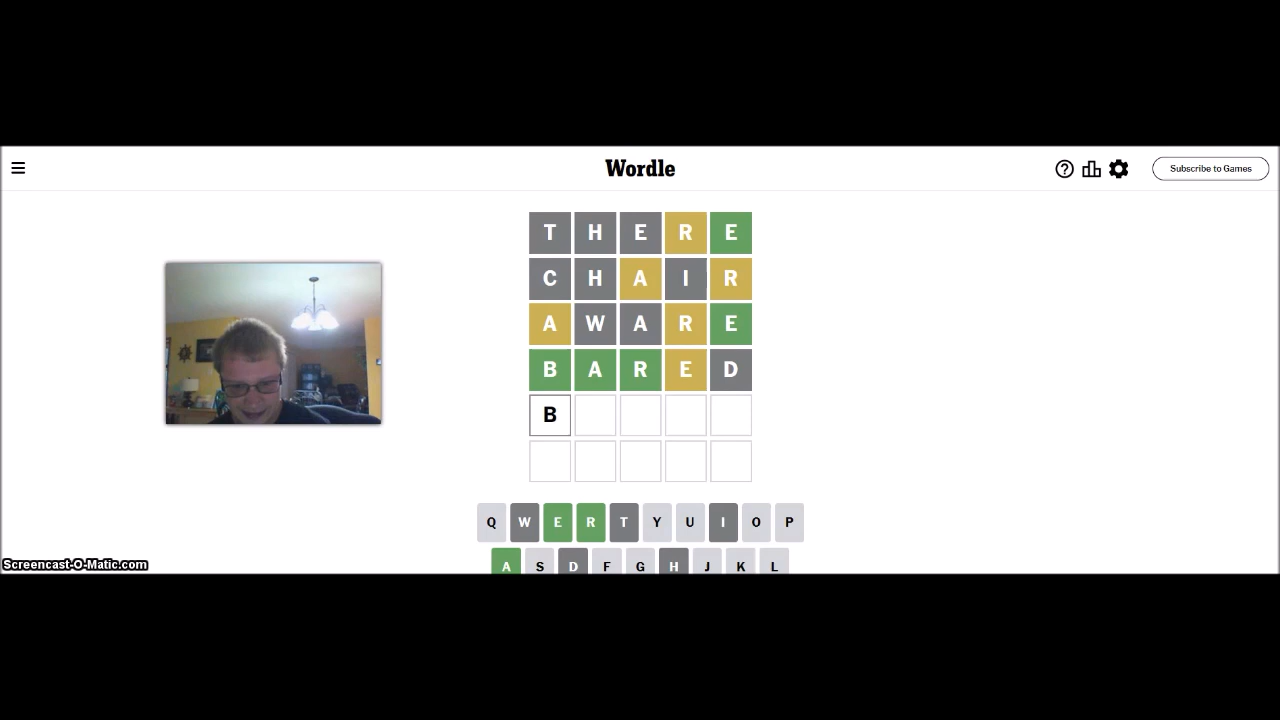 Wordle
Subscribe to Games
T H E R E
C H A I R
A W A R E
B A R E D
B
Q W E R T Y U I O P
A S D F G H J K L
Screencast-O-Matic.com